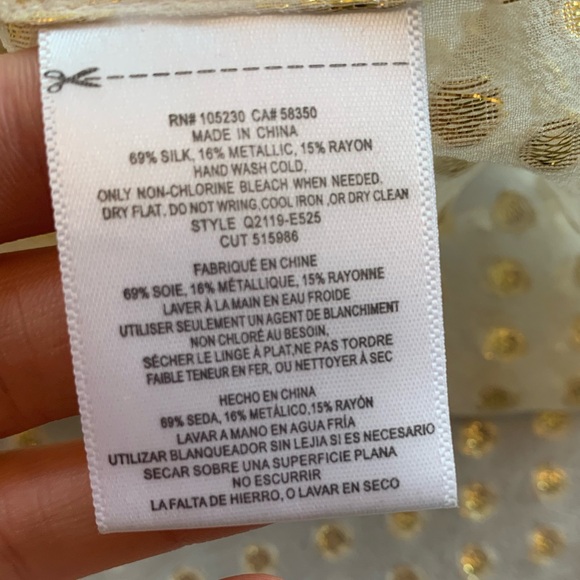 RN# 105230 CA# 58350
MADE IN CHINA
69% SILK, 16% METALLIC, 15% RAYON
HAND WASH COLD,
ONLY NON-CHLORINE BLEACH WHEN NEEDED.
DRY FLAT, DO NOT WRING,COOL IRON ,OR DRY CLEAN
STYLE Q2119-E525
CUT 515986
FABRIQUÉ EN CHINE
69% SOIE, 16% MÉTALLIQUE, 15% RAYONNE
LAVER À LA MAIN EN EAU FROIDE
UTILISER SEULEMENT UN AGENT DE BLANCHIMENT
NON CHLORÉ AU BESOIN,
SÉCHER LE LINGE À PLAT,NE PAS TORDRE
FAIBLE TENEUR EN FER, OU NETTOYER À SEC
HECHO EN CHINA
69% SEDA, 16% METÁLICO,15% RAYÓN
LAVAR A MANO EN AGUA FRÍA
UTILIZAR BLANQUEADOR SIN LEJIA SI ES NECESARIO
SECAR SOBRE UNA SUPERFICIE PLANA
NO ESCURRIR
LA FALTA DE HIERRO, O LAVAR EN SECO